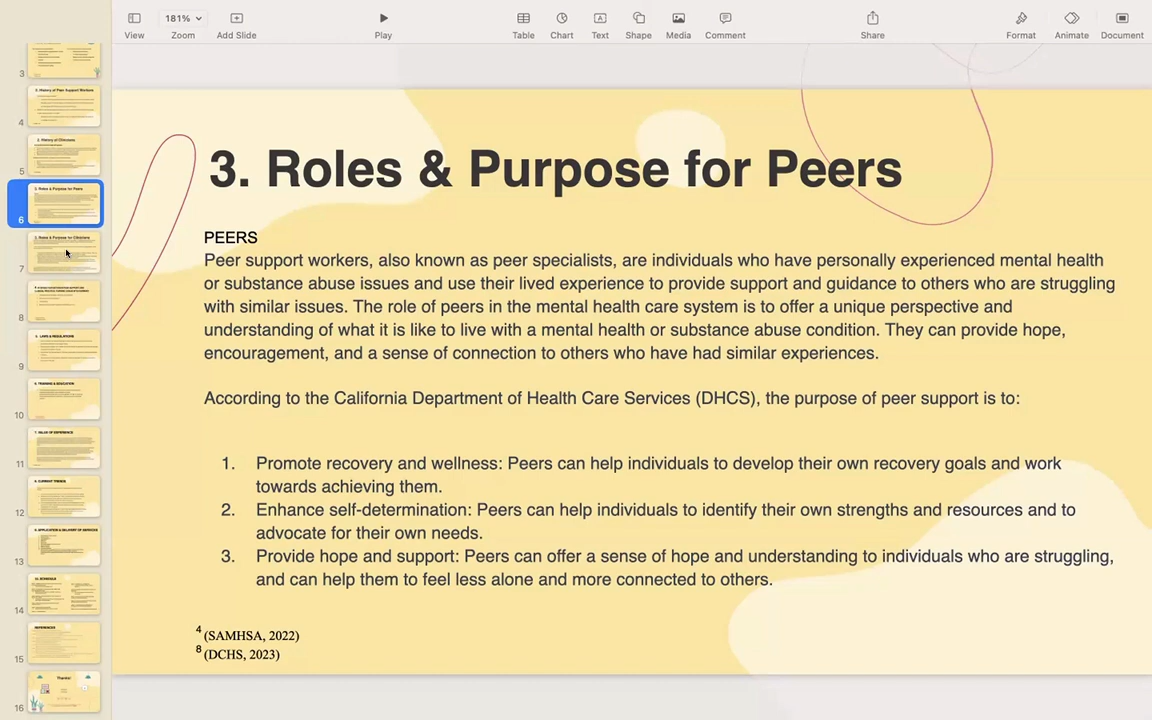 181%
View
Zoom
Add Slide
Play
Table
Chart
Text
Shape
Media
Comment
Share
Format
Animate
Document
3
4
5
6
7
8
9
10
11
12
13
14
15
16
3. Roles & Purpose for Peers
PEERS
Peer support workers, also known as peer specialists, are individuals who have personally experienced mental health
or substance abuse issues and use their lived experience to provide support and guidance to others who are struggling
with similar issues. The role of peers in the mental health care system is to offer a unique perspective and
understanding of what it is like to live with a mental health or substance abuse condition. They can provide hope,
encouragement, and a sense of connection to others who have had similar experiences.
According to the California Department of Health Care Services (DHCS), the purpose of peer support is to:
1. Promote recovery and wellness: Peers can help individuals to develop their own recovery goals and work
towards achieving them.
2. Enhance self-determination: Peers can help individuals to identify their own strengths and resources and to
advocate for their own needs.
3. Provide hope and support: Peers can offer a sense of hope and understanding to individuals who are struggling,
and can help them to feel less alone and more connected to others.
4 (SAMHSA, 2022)
8 (DCHS, 2023)